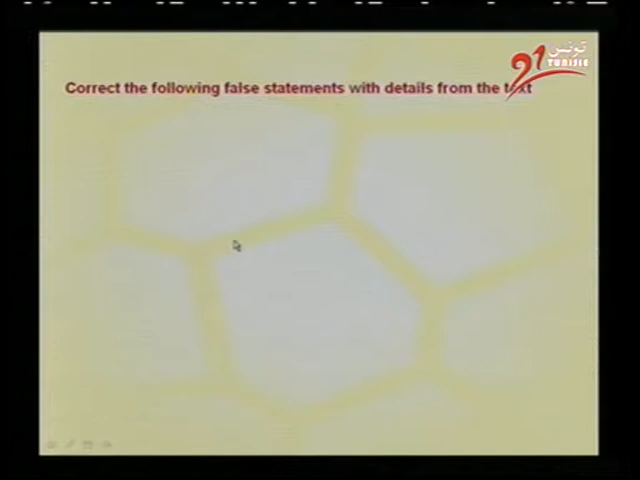 تونس
21
TUNISIE
Correct the following false statements with details from the text